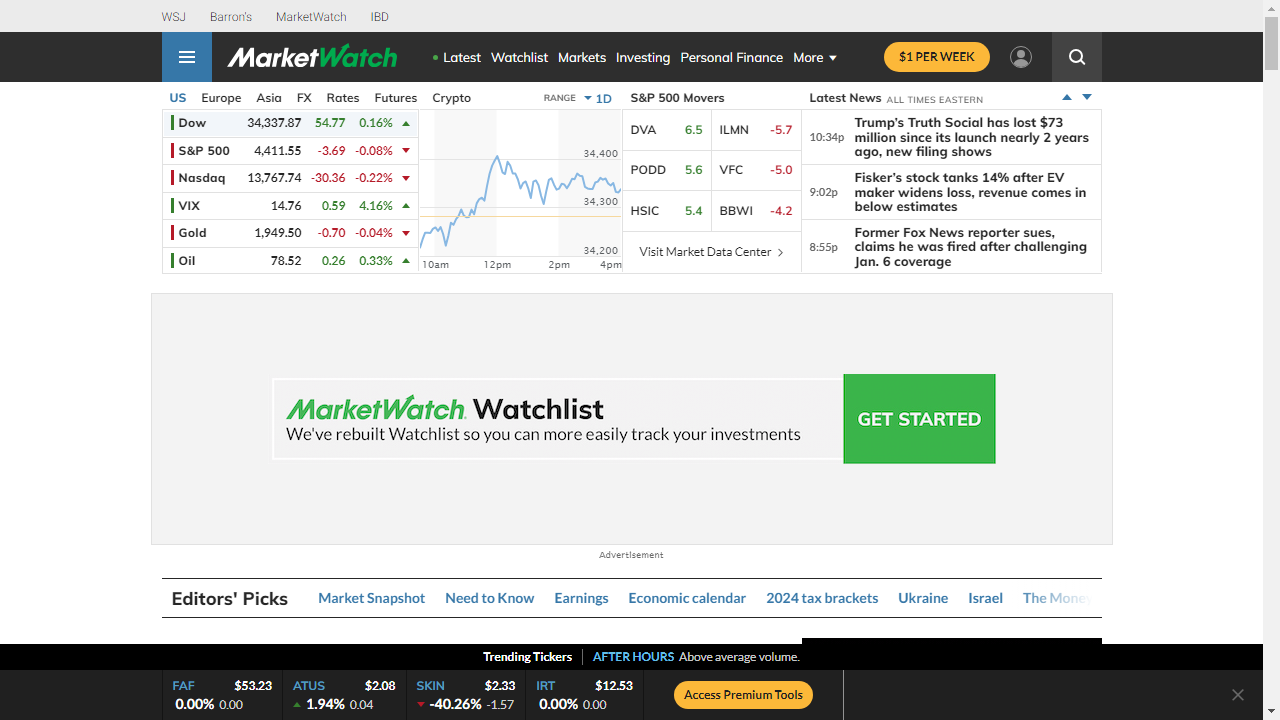 WSJ Barron's MarketWatch IBD
MarketWatch Latest Watchlist Markets Investing Personal Finance More $1 PER WEEK
US Europe Asia FX Rates Futures Crypto RANGE 1D
Dow 34,337.87 54.77 0.16%
S&P 500 4,411.55 -3.69 -0.08%
Nasdaq 13,767.74 -30.36 -0.22%
VIX 14.76 0.59 4.16%
Gold 1,949.50 -0.70 -0.04%
Oil 78.52 0.26 0.33%
34,400
34,300
34,200
10am 12pm 2pm 4pm
S&P 500 Movers
DVA 6.5 ILMN -5.7
PODD 5.6 VFC -5.0
HSIC 5.4 BBWI -4.2
Visit Market Data Center
Latest News ALL TIMES EASTERN
10:34p Trump's Truth Social has lost $73
million since its launch nearly 2 years
ago, new filing shows
9:02p Fisker's stock tanks 14% after EV
maker widens loss, revenue comes in
below estimates
8:55p Former Fox News reporter sues,
claims he was fired after challenging
Jan. 6 coverage
MarketWatch Watchlist
We've rebuilt Watchlist so you can more easily track your investments
GET STARTED
Advertisement
Editors' Picks Market Snapshot Need to Know Earnings Economic calendar 2024 tax brackets Ukraine Israel The Money
Trending Tickers AFTER HOURS Above average volume.
FAF $53.23
0.00% 0.00
ATUS $2.08
1.94% 0.04
SKIN $2.33
-40.26% -1.57
IRT $12.53
0.00% 0.00
Access Premium Tools